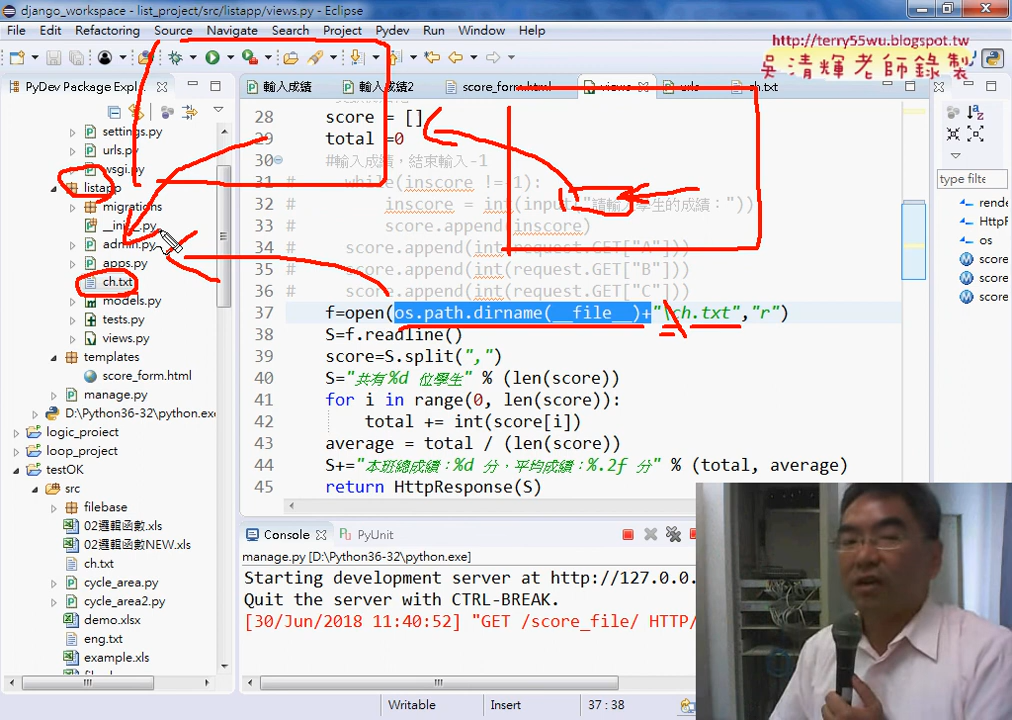 django_workspace - list_project/src/listapp/views.py - Eclipse
File Edit Refactoring Source Navigate Search Project Pydev Run Window Help
http://terry55wu.blogspot.tw
吳清輝老師錄製
PyDev Package Expl
輸入成績
輸入成績2
score_form.html
views
urls
ch.txt
settings.py
urls.py
wsgi.py
listapp
migrations
__init__.py
admin.py
apps.py
ch.txt
models.py
tests.py
views.py
templates
score_form.html
manage.py
D:\Python36-32\python.exe
logic_project
loop_project
testOK
src
filebase
02邏輯函數.xls
02邏輯函數NEW.xls
ch.txt
cycle_area.py
cycle_area2.py
demo.xlsx
eng.txt
example.xls
28 score = []
29 total =0
30 #輸入成績，結束輸入-1
31 # while(inscore !=-1):
32 # inscore = int(input("請輸入學生的成績："))
33 # score.append(inscore)
34 # score.append(int(request.GET["A"]))
35 # score.append(int(request.GET["B"]))
36 # score.append(int(request.GET["C"]))
37 f=open(os.path.dirname(__file__)+"\ch.txt","r")
38 S=f.readline()
39 score=S.split(",")
40 S="共有%d 位學生" % (len(score))
41 for i in range(0, len(score)):
42 total += int(score[i])
43 average = total / (len(score))
44 S+="本班總成績：%d 分，平均成績：%.2f 分" % (total, average)
45 return HttpResponse(S)
type filte
rende
HttpR
os
score
score
score
Console
PyUnit
manage.py [D:\Python36-32\python.exe]
Starting development server at http://127.0.0.
Quit the server with CTRL-BREAK.
[30/Jun/2018 11:40:52] "GET /score_file/ HTTP/
Writable
Insert
37 : 38